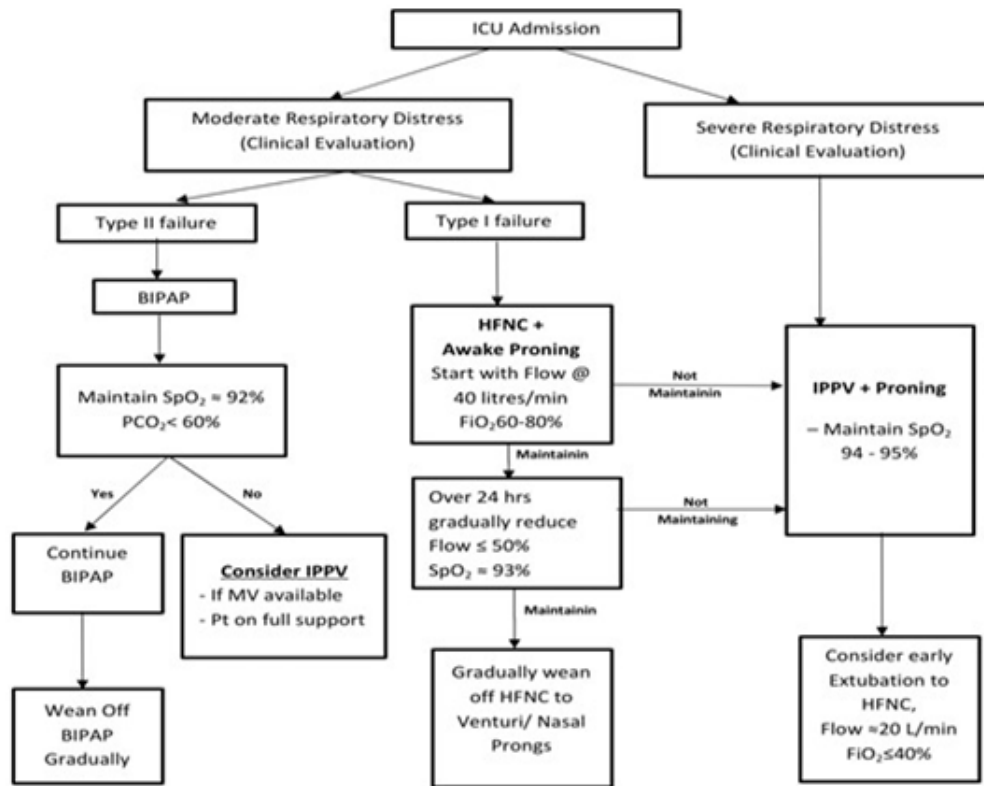 ICU Admission
Moderate Respiratory Distress
(Clinical Evaluation)
Severe Respiratory Distress
(Clinical Evaluation)
Type II failure
Type I failure
BIPAP
HFNC +
Awake Proning
Start with Flow @
40 litres/min
FiO₂60-80%
Not
Maintainin
IPPV + Proning
– Maintain SpO₂
94 - 95%
Maintain SpO₂ = 92%
PCO₂< 60%
Maintainin
Yes
No
Over 24 hrs
gradually reduce
Flow ≤ 50%
SpO₂ = 93%
Not
Maintaining
Continue
BIPAP
Consider IPPV
- If MV available
- Pt on full support
Maintainin
Wean Off
BIPAP
Gradually
Gradually wean
off HFNC to
Venturi/ Nasal
Prongs
Consider early
Extubation to
HFNC,
Flow ≈20 L/min
FiO₂≤40%